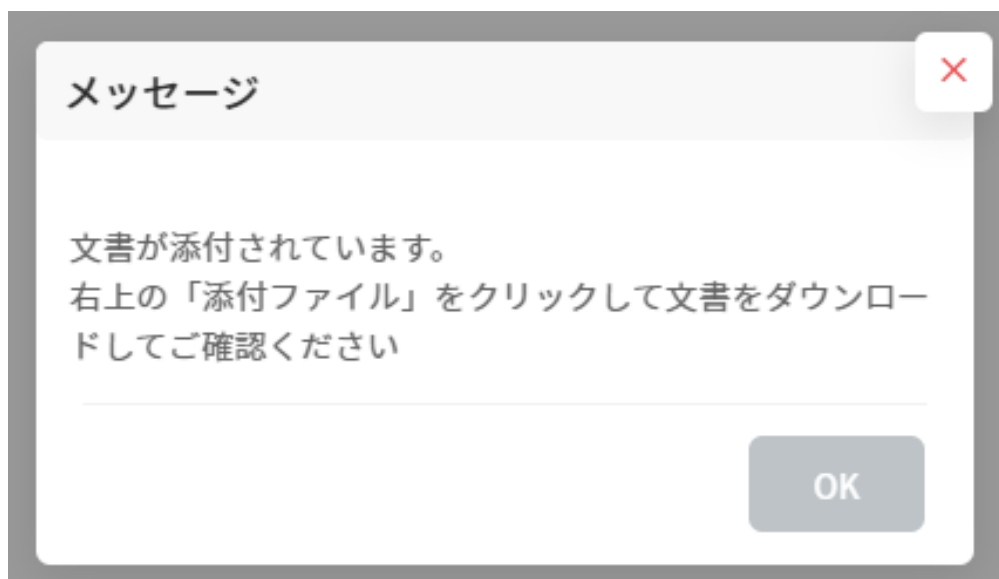 メッセージ
文書が添付されています。
右上の「添付ファイル」をクリックして文書をダウンロー
ドしてご確認ください
OK